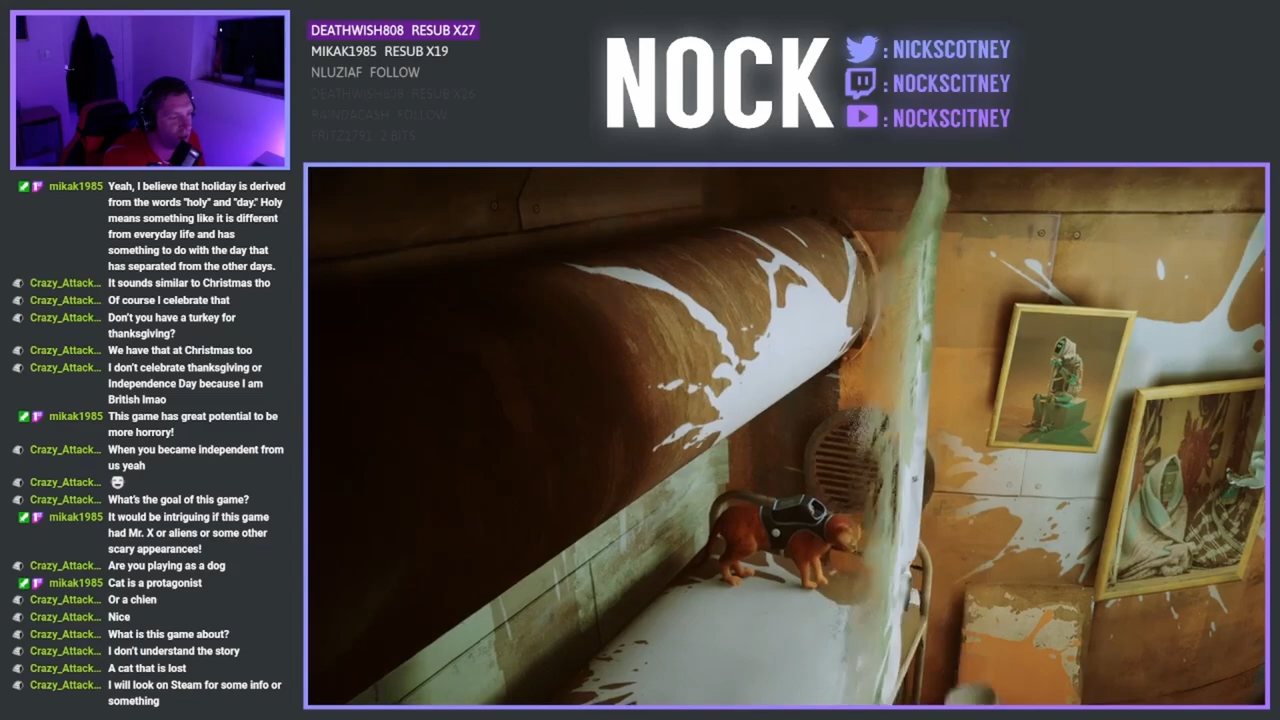 DEATHWISH808 RESUB X27
MIKAK1985 RESUB X19
NLUZIAF FOLLOW
DEATHWISH808 RESUB X26
RAINDACASH FOLLOW
FRITZ1791 2 BITS
NOCK
: NICKSCOTNEY
: NOCKSCITNEY
: NOCKSCITNEY
mikak1985 Yeah, I believe that holiday is derived
from the words "holy" and "day." Holy
means something like it is different
from everyday life and has
something to do with the day that
has separated from the other days.
Crazy_Attack... It sounds similar to Christmas tho
Crazy_Attack... Of course I celebrate that
Crazy_Attack... Don't you have a turkey for
thanksgiving?
Crazy_Attack... We have that at Christmas too
Crazy_Attack... I don't celebrate thanksgiving or
Independence Day because I am
British lmao
mikak1985 This game has great potential to be
more horrory!
Crazy_Attack... When you became independent from
us yeah
Crazy_Attack...
Crazy_Attack... What's the goal of this game?
mikak1985 It would be intriguing if this game
had Mr. X or aliens or some other
scary appearances!
Crazy_Attack... Are you playing as a dog
mikak1985 Cat is a protagonist
Crazy_Attack... Or a chien
Crazy_Attack... Nice
Crazy_Attack... What is this game about?
Crazy_Attack... I don't understand the story
Crazy_Attack... A cat that is lost
Crazy_Attack... I will look on Steam for some info or
something